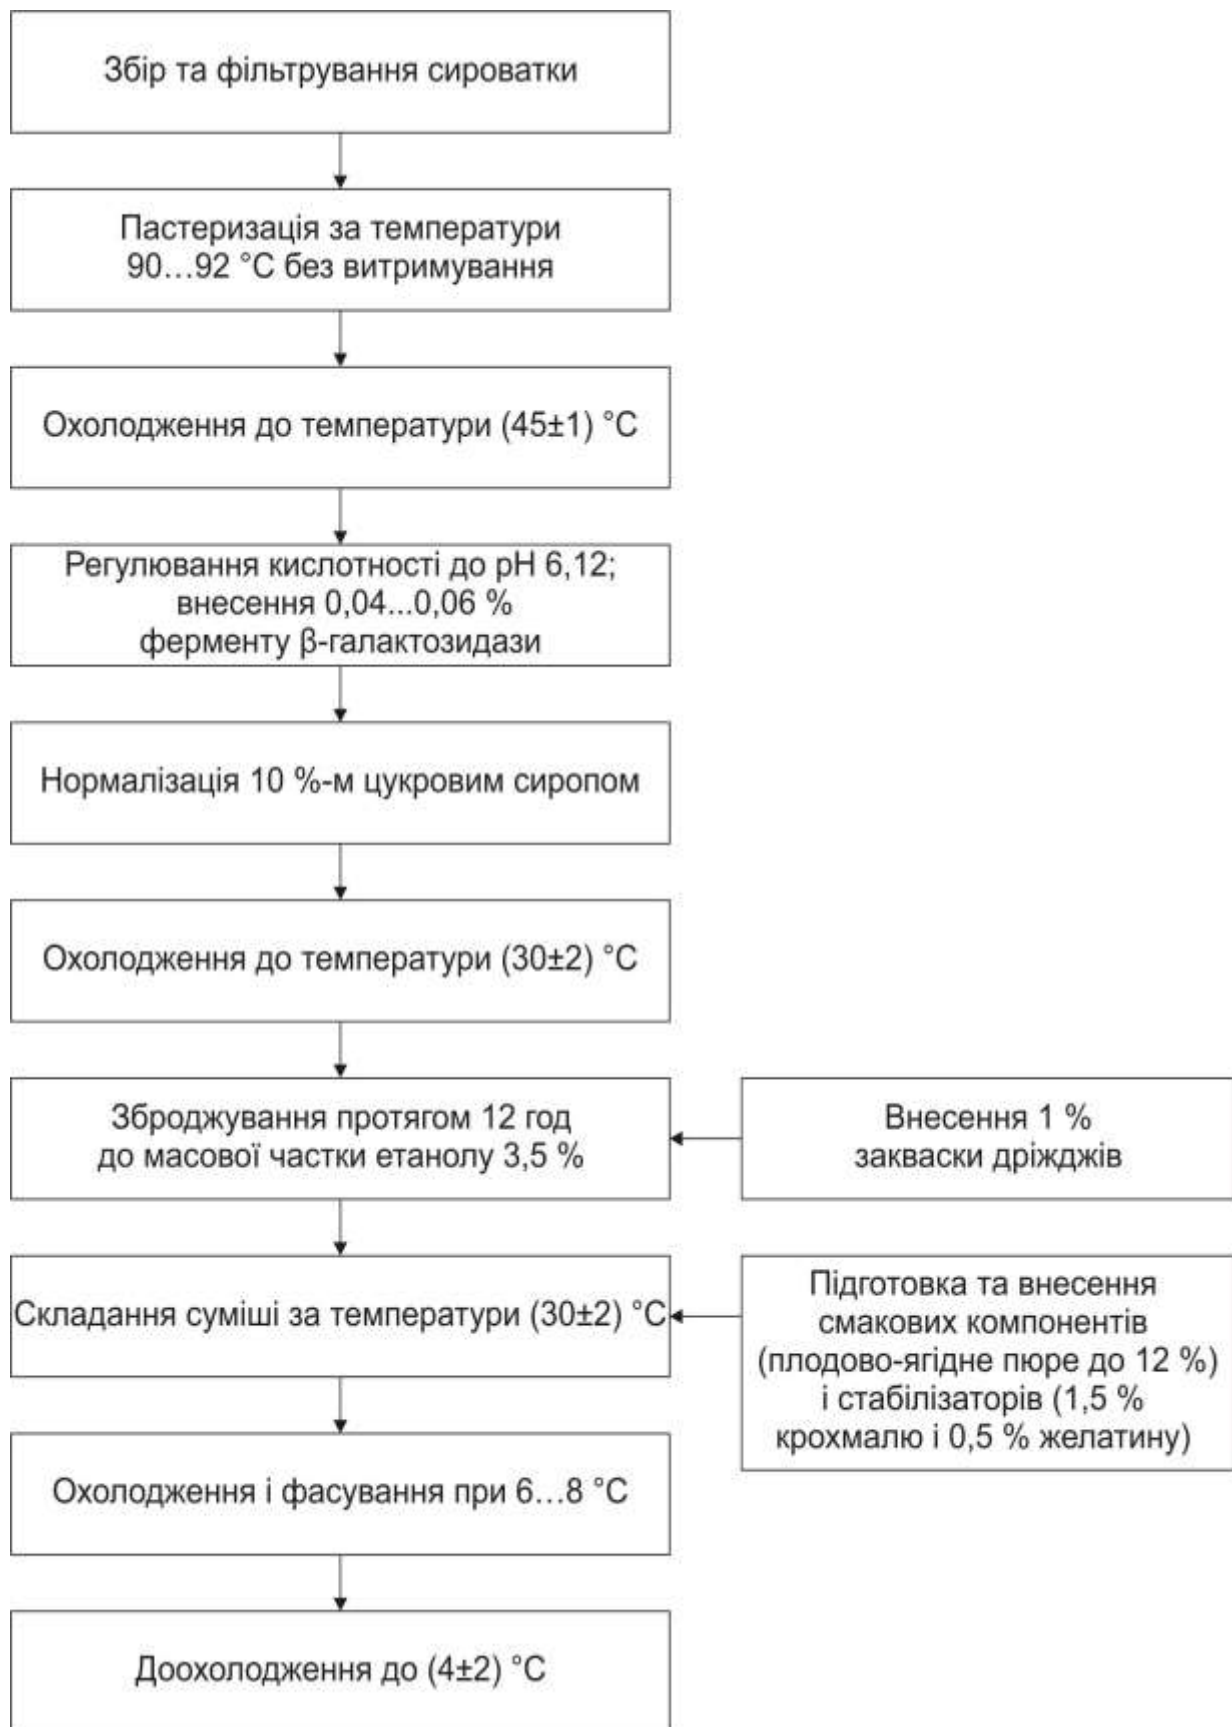 Збір та фільтрування сироватки
Пастеризація за температури
90…92 °С без витримування
Охолодження до температури (45±1) °С
Регулювання кислотності до рН 6,12;
внесення 0,04...0,06 %
ферменту β-галактозидази
Нормалізація 10 %-м цукровим сиропом
Охолодження до температури (30±2) °С
Зброджування протягом 12 год
до масової частки етанолу 3,5 %
Внесення 1 %
закваски дріжджів
Складання суміші за температури (30±2) °С
Підготовка та внесення
смакових компонентів
(плодово-ягідне пюре до 12 %)
і стабілізаторів (1,5 %
крохмалю і 0,5 % желатину)
Охолодження і фасування при 6…8 °С
Доохолодження до (4±2) °С